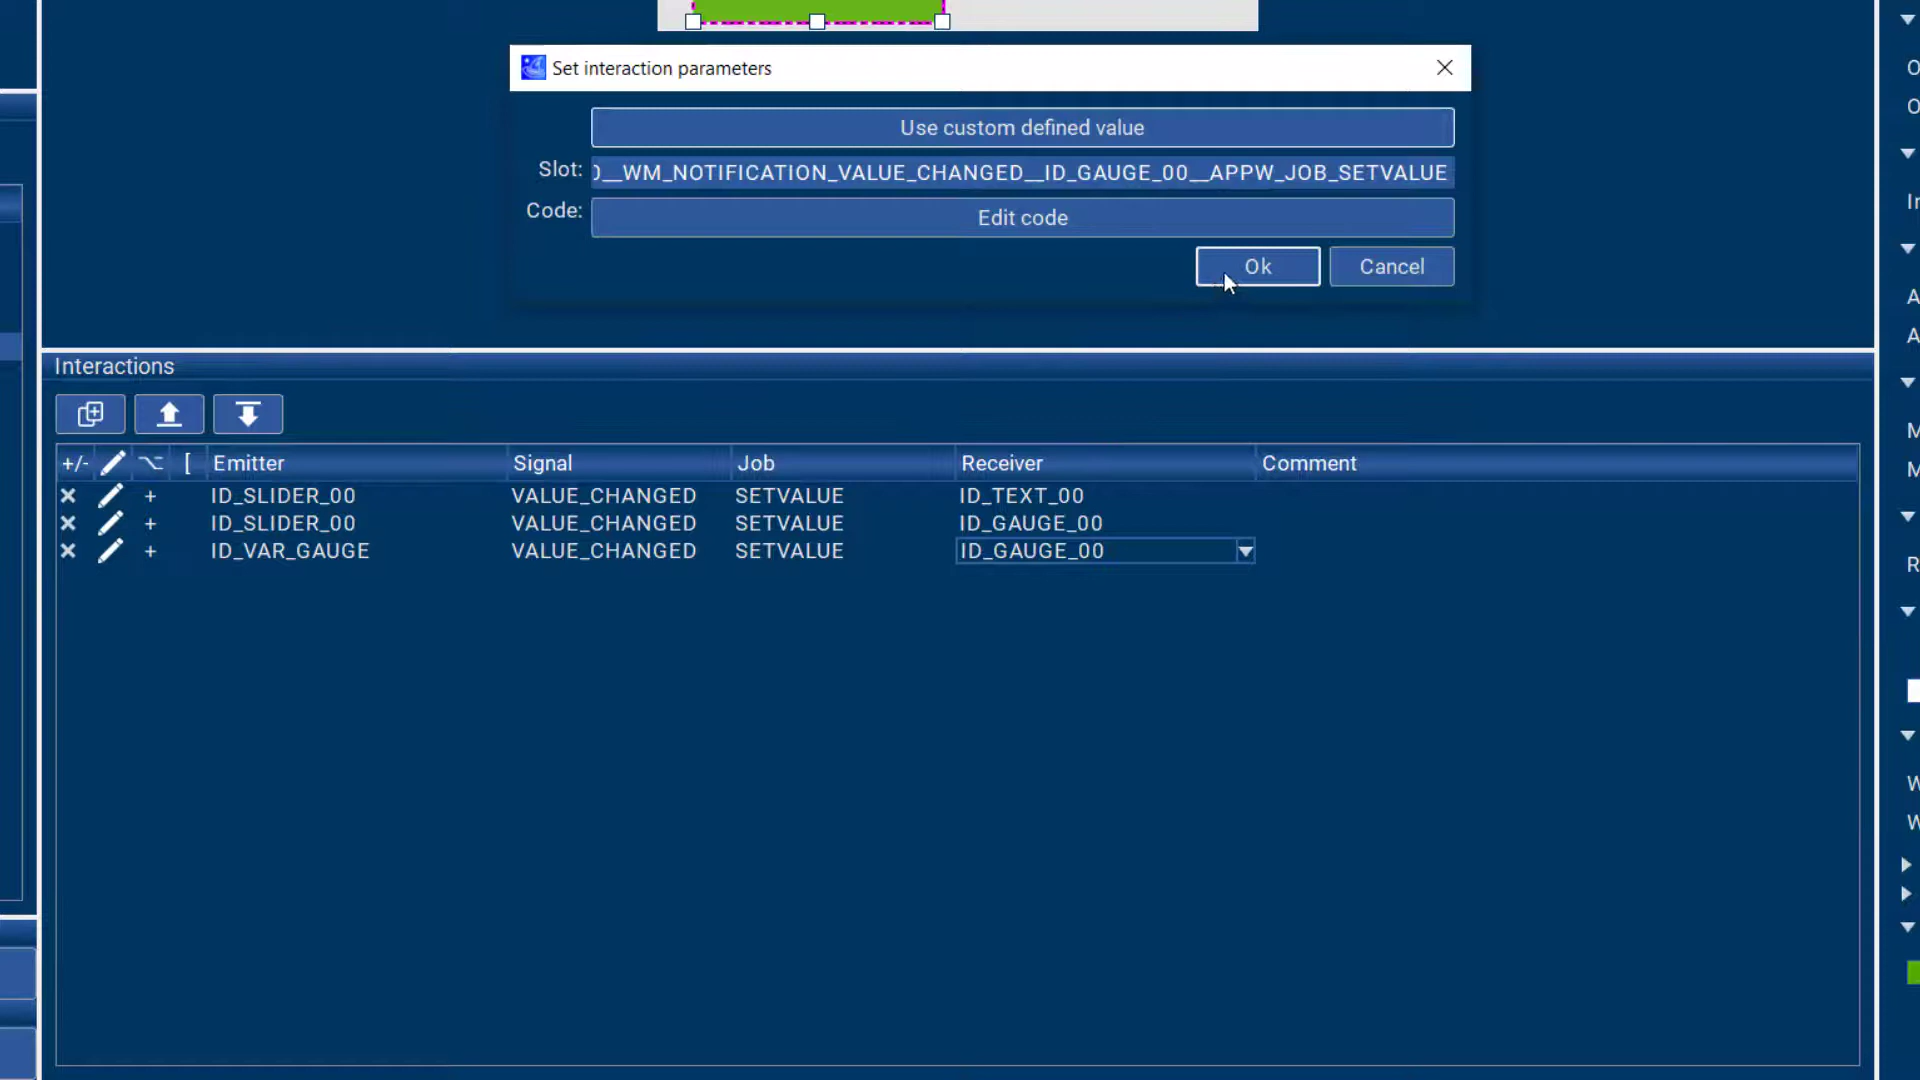 Set interaction parameters
Use custom defined value
Slot: __WM_NOTIFICATION_VALUE_CHANGED__ID_GAUGE_00__APPW_JOB_SETVALUE
Code: Edit code
Ok Cancel
Interactions
+/- [ Emitter Signal Job Receiver Comment
+ ID_SLIDER_00 VALUE_CHANGED SETVALUE ID_TEXT_00
+ ID_SLIDER_00 VALUE_CHANGED SETVALUE ID_GAUGE_00
+ ID_VAR_GAUGE VALUE_CHANGED SETVALUE ID_GAUGE_00